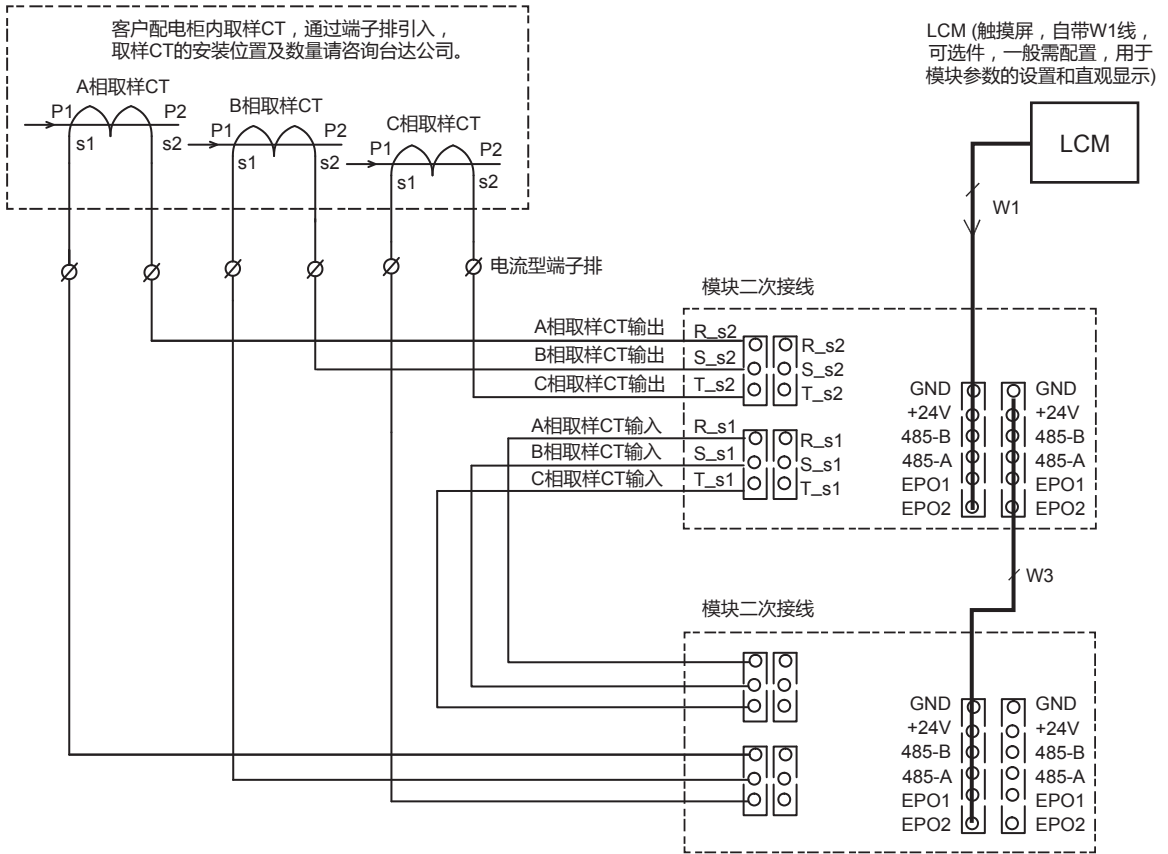 客户配电柜内取样CT，通过端子排引入，
取样CT的安装位置及数量请咨询台达公司。
A相取样CT
P1
P2
s1
s2
B相取样CT
P1
P2
s1
s2
C相取样CT
P1
P2
s1
s2
电流型端子排
LCM (触摸屏，自带W1线，
可选件，一般需配置，用于
模块参数的设置和直观显示)
LCM
W1
模块二次接线
A相取样CT输出
R_s2
R_s2
B相取样CT输出
S_s2
S_s2
C相取样CT输出
T_s2
T_s2
A相取样CT输入
R_s1
R_s1
B相取样CT输入
S_s1
S_s1
C相取样CT输入
T_s1
T_s1
GND
GND
+24V
+24V
485-B
485-B
485-A
485-A
EPO1
EPO1
EPO2
EPO2
W3
模块二次接线
GND
GND
+24V
+24V
485-B
485-B
485-A
485-A
EPO1
EPO1
EPO2
EPO2